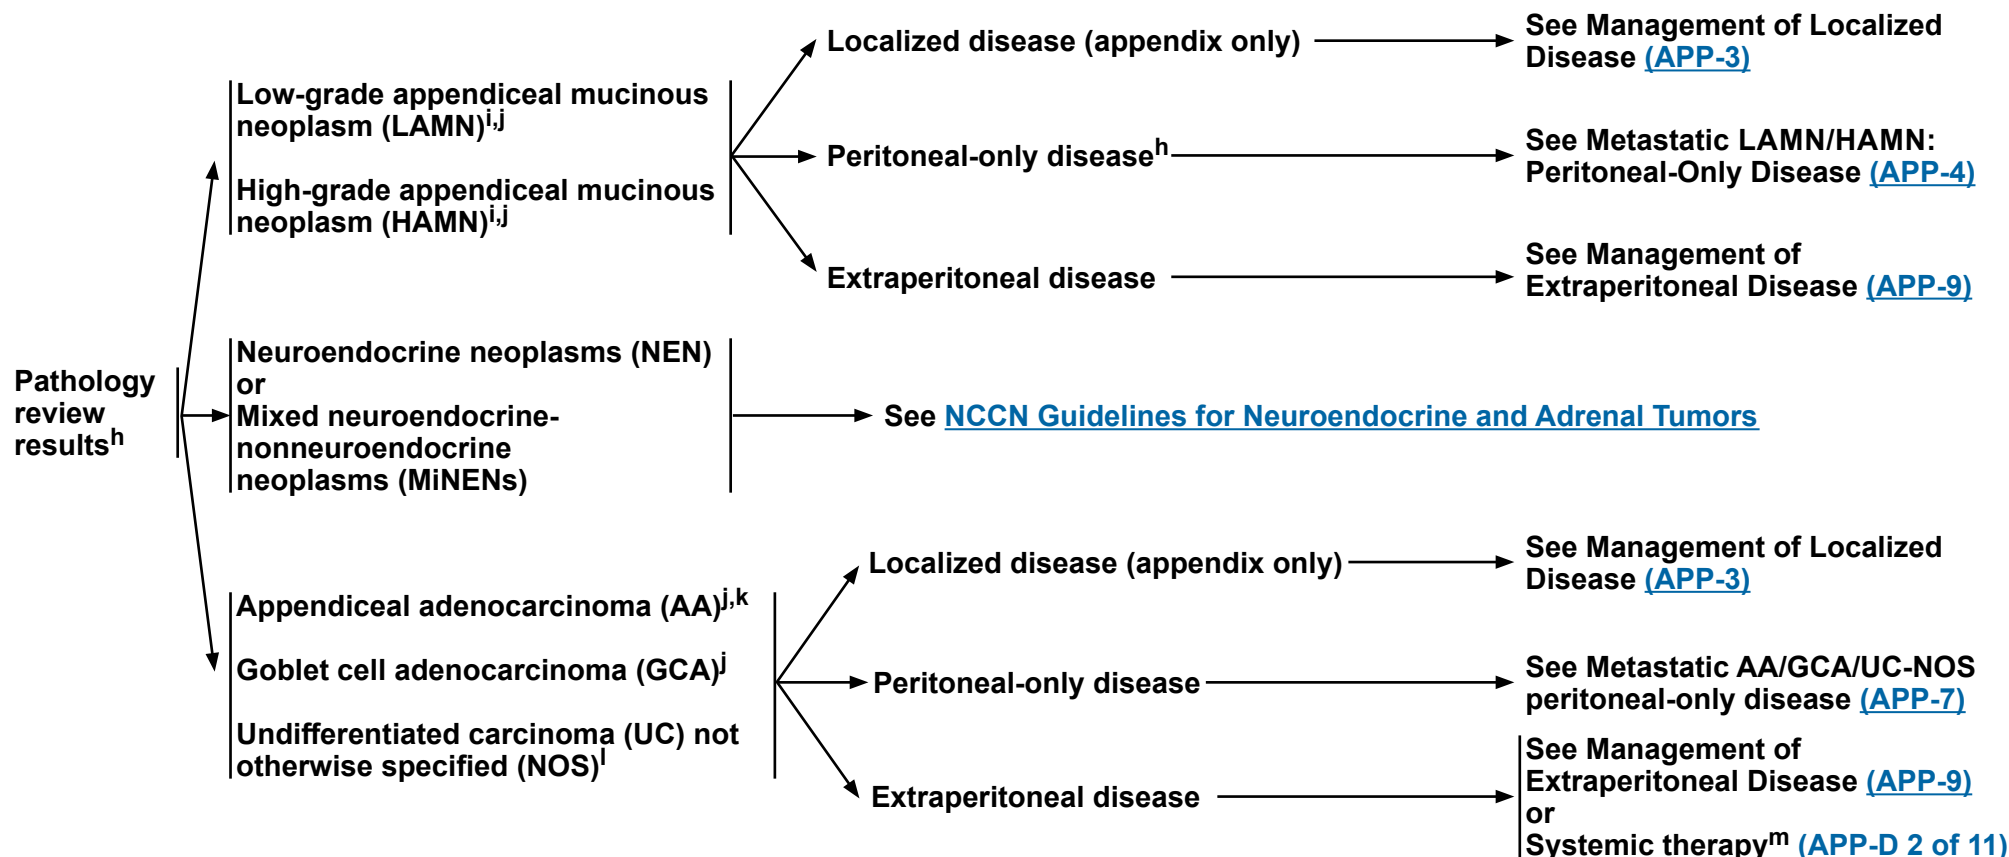 Pathology
review
results^h
Low-grade appendiceal mucinous
neoplasm (LAMN)^i,j
High-grade appendiceal mucinous
neoplasm (HAMN)^i,j
Localized disease (appendix only)
See Management of Localized
Disease (APP-3)
Peritoneal-only disease^h
See Metastatic LAMN/HAMN:
Peritoneal-Only Disease (APP-4)
Extraperitoneal disease
See Management of
Extraperitoneal Disease (APP-9)
Neuroendocrine neoplasms (NEN)
or
Mixed neuroendocrine-
nonneuroendocrine
neoplasms (MiNENs)
See NCCN Guidelines for Neuroendocrine and Adrenal Tumors
Appendiceal adenocarcinoma (AA)^j,k
Goblet cell adenocarcinoma (GCA)^j
Undifferentiated carcinoma (UC) not
otherwise specified (NOS)^l
Localized disease (appendix only)
See Management of Localized
Disease (APP-3)
Peritoneal-only disease
See Metastatic AA/GCA/UC-NOS
peritoneal-only disease (APP-7)
Extraperitoneal disease
See Management of
Extraperitoneal Disease (APP-9)
or
Systemic therapy^m (APP-D 2 of 11)